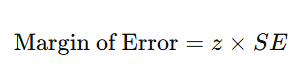 Margin of Error = z × SE